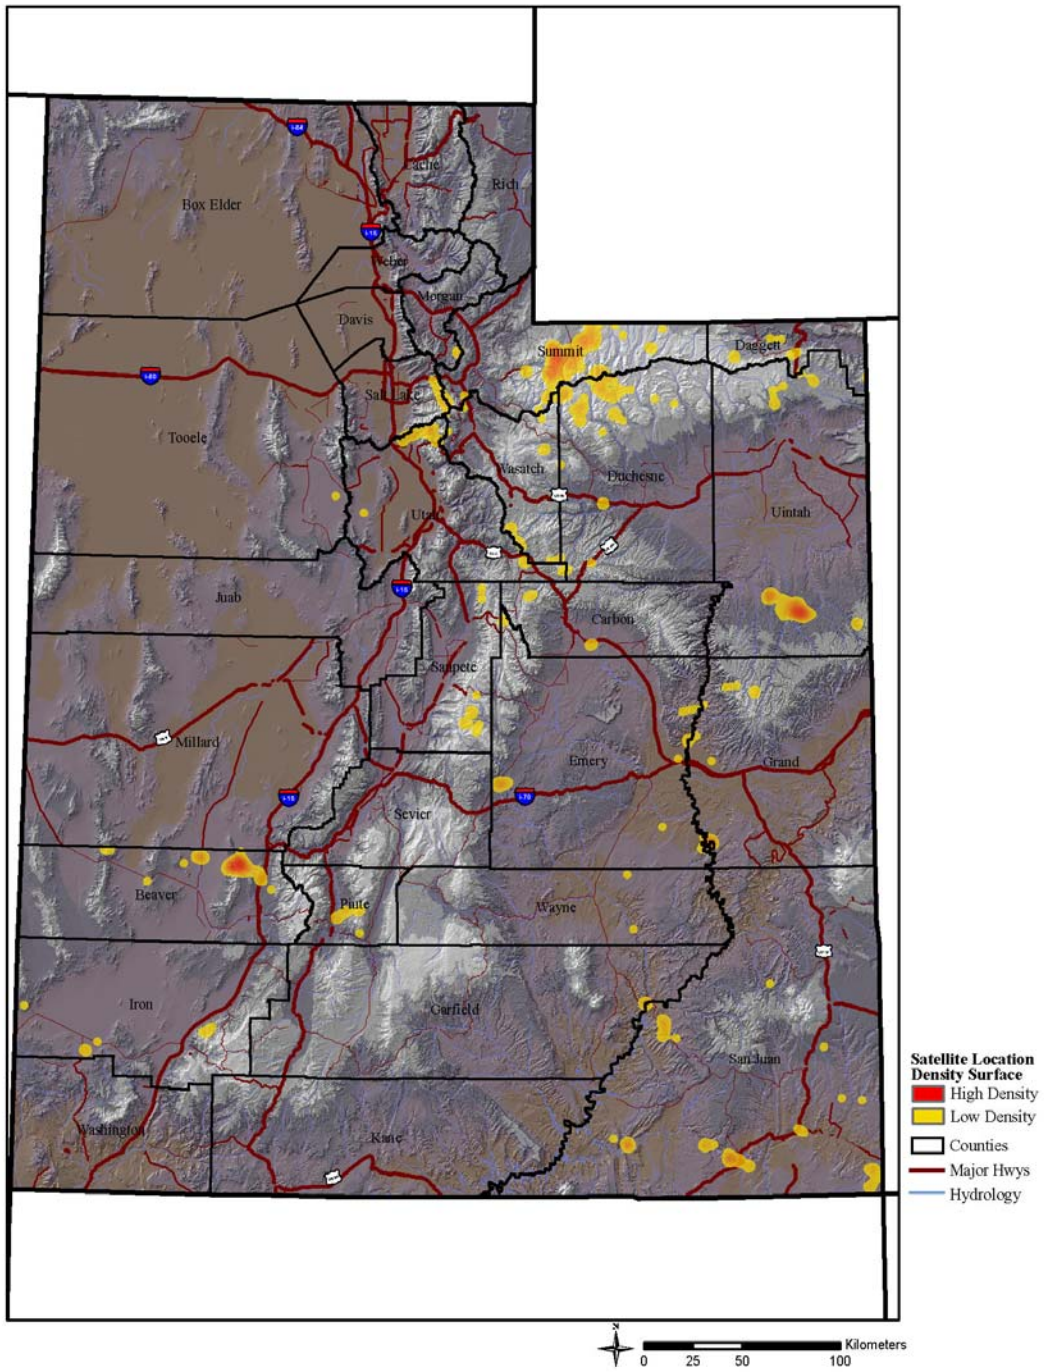 I-84
Cache
Rich
Box Elder
I-15
Weber
Morgan
Davis
Summit
Daggett
I-80
Salt Lake
Tooele
Wasatch
Duchesne
Uintah
Utah
I-15
Juab
Carbon
Sanpete
Millard
Emery
Grand
I-15
I-70
Sevier
Beaver
Piute
Wayne
Iron
Garfield
San Juan
Washington
Kane
Satellite Location
Density Surface
High Density
Low Density
Counties
Major Hwys
Hydrology
N
Kilometers
0 25 50 100